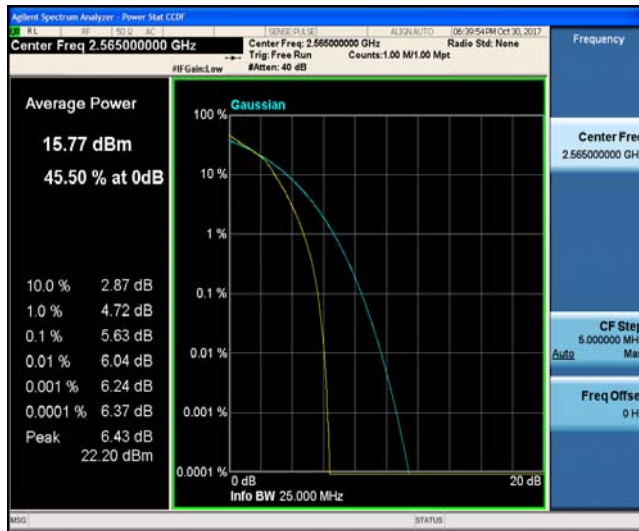 Agilent Spectrum Analyzer - Power Stat CCDF
RL RF 50 Ω AC SENSE:PULSE ALIGN AUTO 06:39:54 PM Oct 30, 2017
Center Freq 2.565000000 GHz
Center Freq: 2.565000000 GHz Radio Std: None
Trig: Free Run Counts:1.00 M/1.00 Mpt
#IFGain:Low #Atten: 40 dB
Frequency
Average Power
15.77 dBm
45.50 % at 0dB
10.0 % 2.87 dB
1.0 % 4.72 dB
0.1 % 5.63 dB
0.01 % 6.04 dB
0.001 % 6.24 dB
0.0001 % 6.37 dB
Peak 6.43 dB
22.20 dBm
Gaussian
100 %
10 %
1 %
0.1 %
0.01 %
0.001 %
0.0001 %
0 dB 20 dB
Info BW 25.000 MHz
Center Fre
2.565000000 GH
CF Step
5.000000 MH
Auto Ma
Freq Offse
0 H
MSG STATUS